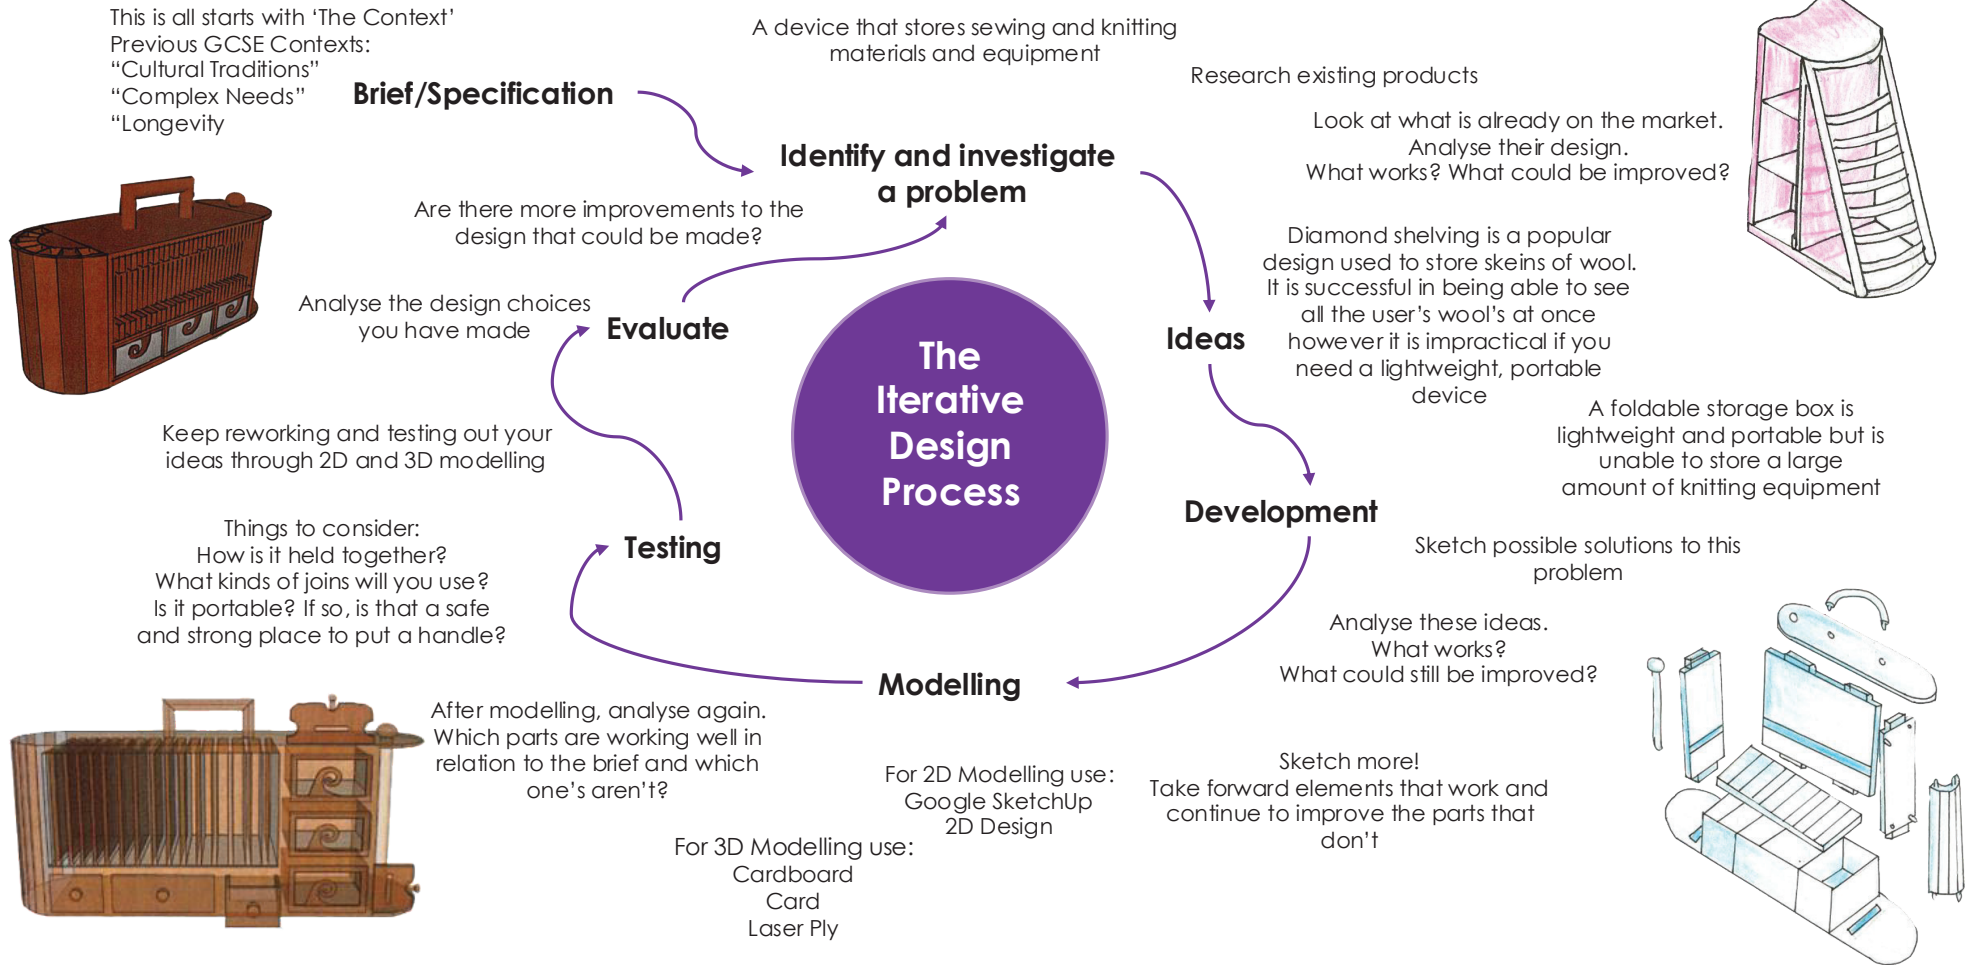 This is all starts with ‘The Context’
Previous GCSE Contexts:
“Cultural Traditions”
“Complex Needs”
“Longevity
Brief/Specification
A device that stores sewing and knitting
materials and equipment
Identify and investigate
a problem
Research existing products
Look at what is already on the market.
Analyse their design.
What works? What could be improved?
Diamond shelving is a popular
design used to store skeins of wool.
It is successful in being able to see
all the user’s wool’s at once
however it is impractical if you
need a lightweight, portable
device
A foldable storage box is
lightweight and portable but is
unable to store a large
amount of knitting equipment
Ideas
Sketch possible solutions to this
problem
Analyse these ideas.
What works?
What could still be improved?
Development
Sketch more!
Take forward elements that work and
continue to improve the parts that
don’t
Modelling
For 2D Modelling use:
Google SketchUp
2D Design
For 3D Modelling use:
Cardboard
Card
Laser Ply
After modelling, analyse again.
Which parts are working well in
relation to the brief and which
one’s aren’t?
Testing
Things to consider:
How is it held together?
What kinds of joins will you use?
Is it portable? If so, is that a safe
and strong place to put a handle?
Keep reworking and testing out your
ideas through 2D and 3D modelling
Evaluate
Analyse the design choices
you have made
Are there more improvements to the
design that could be made?
The
Iterative
Design
Process